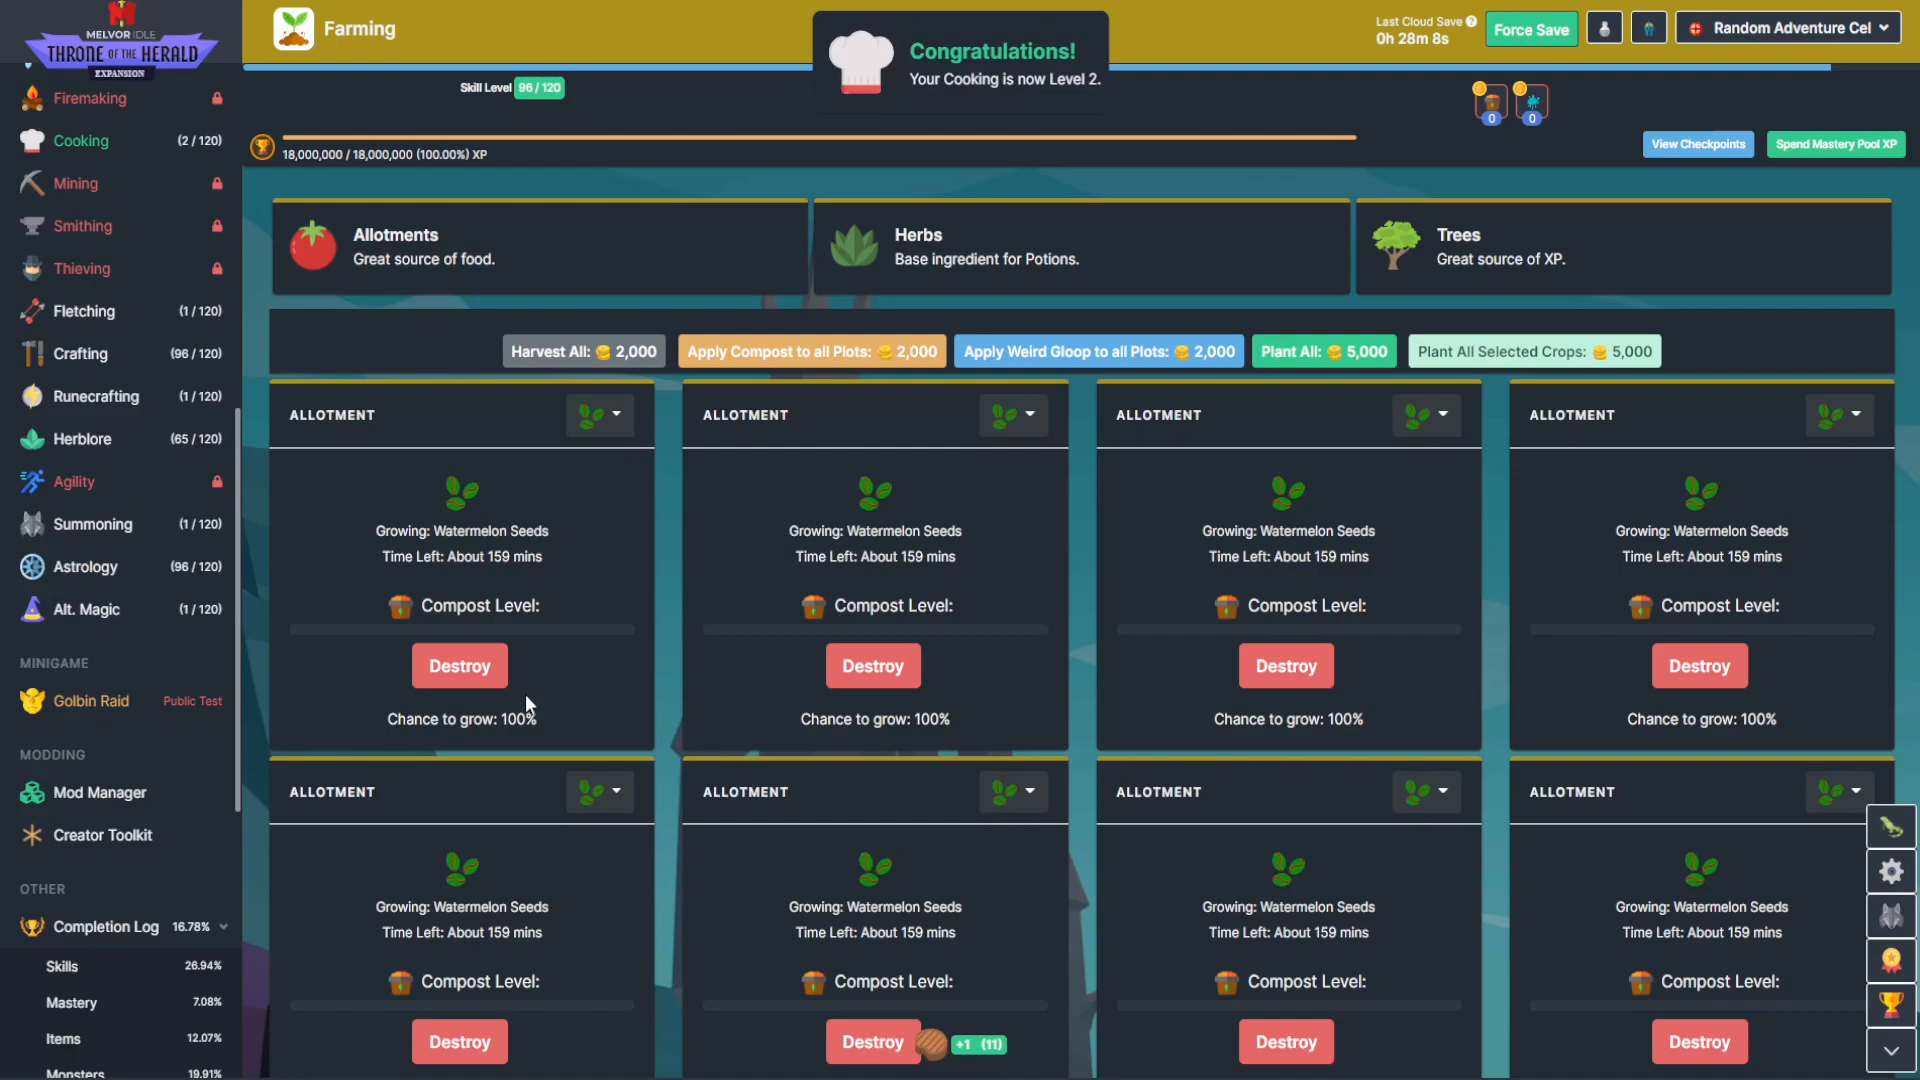 MELVOR IDLE
THRONE OF THE HERALD
EXPANSION
Farming
Congratulations!
Your Cooking is now Level 2.
Last Cloud Save
0h 28m 8s
Force Save
Random Adventure Cel
Skill Level 96 / 120
0
0
18,000,000 / 18,000,000 (100.00%) XP
View Checkpoints
Spend Mastery Pool XP
Firemaking
Cooking (2 / 120)
Mining
Smithing
Thieving
Fletching (1 / 120)
Crafting (96 / 120)
Runecrafting (1 / 120)
Herblore (65 / 120)
Agility
Summoning (1 / 120)
Astrology (96 / 120)
Alt. Magic (1 / 120)
MINIGAME
Golbin Raid Public Test
MODDING
Mod Manager
Creator Toolkit
OTHER
Completion Log 16.78%
Skills 26.94%
Mastery 7.08%
Items 12.07%
Monsters 19.91%
Allotments
Great source of food.
Herbs
Base ingredient for Potions.
Trees
Great source of XP.
Harvest All: 2,000
Apply Compost to all Plots: 2,000
Apply Weird Gloop to all Plots: 2,000
Plant All: 5,000
Plant All Selected Crops: 5,000
ALLOTMENT
Growing: Watermelon Seeds
Time Left: About 159 mins
Compost Level:
Destroy
Chance to grow: 100%
ALLOTMENT
Growing: Watermelon Seeds
Time Left: About 159 mins
Compost Level:
Destroy
Chance to grow: 100%
ALLOTMENT
Growing: Watermelon Seeds
Time Left: About 159 mins
Compost Level:
Destroy
Chance to grow: 100%
ALLOTMENT
Growing: Watermelon Seeds
Time Left: About 159 mins
Compost Level:
Destroy
Chance to grow: 100%
ALLOTMENT
Growing: Watermelon Seeds
Time Left: About 159 mins
Compost Level:
Destroy
ALLOTMENT
Growing: Watermelon Seeds
Time Left: About 159 mins
Compost Level:
Destroy
+1 (11)
ALLOTMENT
Growing: Watermelon Seeds
Time Left: About 159 mins
Compost Level:
Destroy
ALLOTMENT
Growing: Watermelon Seeds
Time Left: About 159 mins
Compost Level:
Destroy